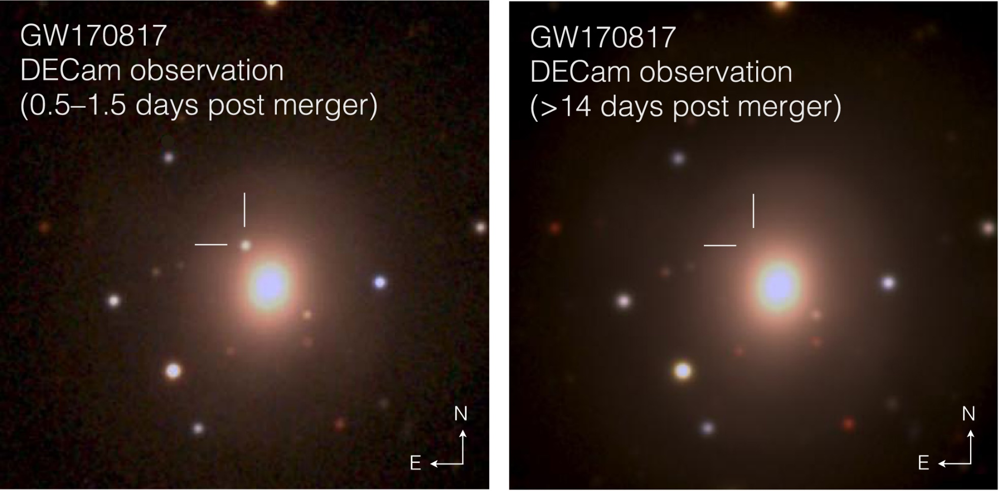 GW170817
DECam observation
(0.5–1.5 days post merger)
N
E
GW170817
DECam observation
(>14 days post merger)
N
E